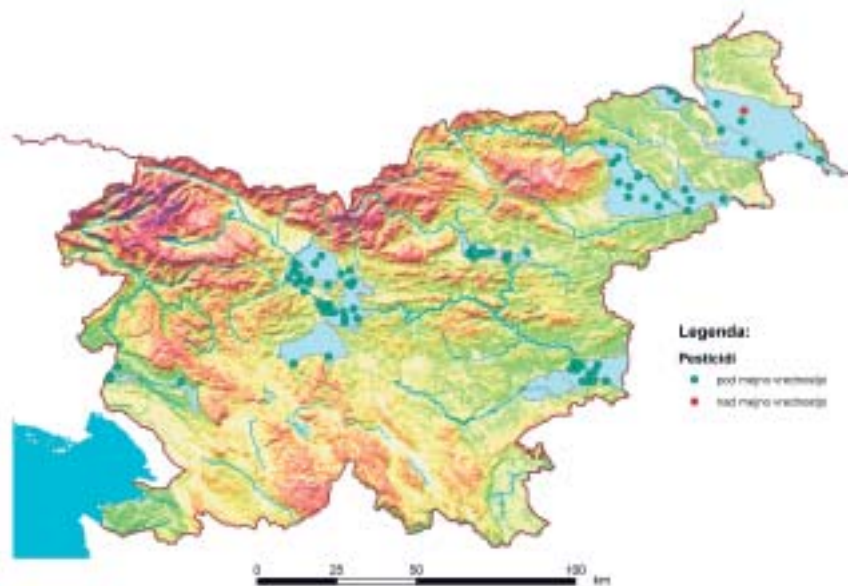 Legenda:
Pesticidi
pod mejno vrednostjo
nad mejno vrednostjo
0 25 50 100
km